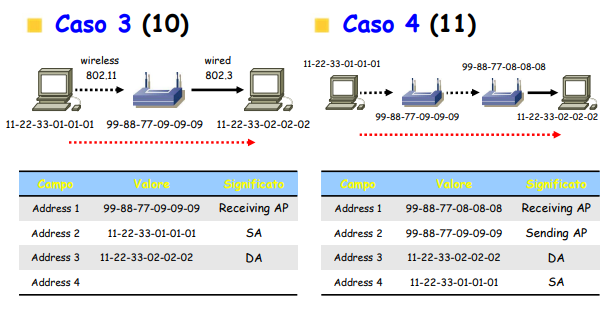 Caso 3 (10)
wireless
802,11
wired
802.3
11-22-33-01-01-01
99-88-77-09-09-09
11-22-33-02-02-02
Campo Valore Significato
Address 1 99-88-77-09-09-09 Receiving AP
Address 2 11-22-33-01-01-01 SA
Address 3 11-22-33-02-02-02 DA
Address 4
Caso 4 (11)
11-22-33-01-01-01
99-88-77-08-08-08
99-88-77-09-09-09
11-22-33-02-02-02
Campo Valore Significato
Address 1 99-88-77-08-08-08 Receiving AP
Address 2 99-88-77-09-09-09 Sending AP
Address 3 11-22-33-02-02-02 DA
Address 4 11-22-33-01-01-01 SA